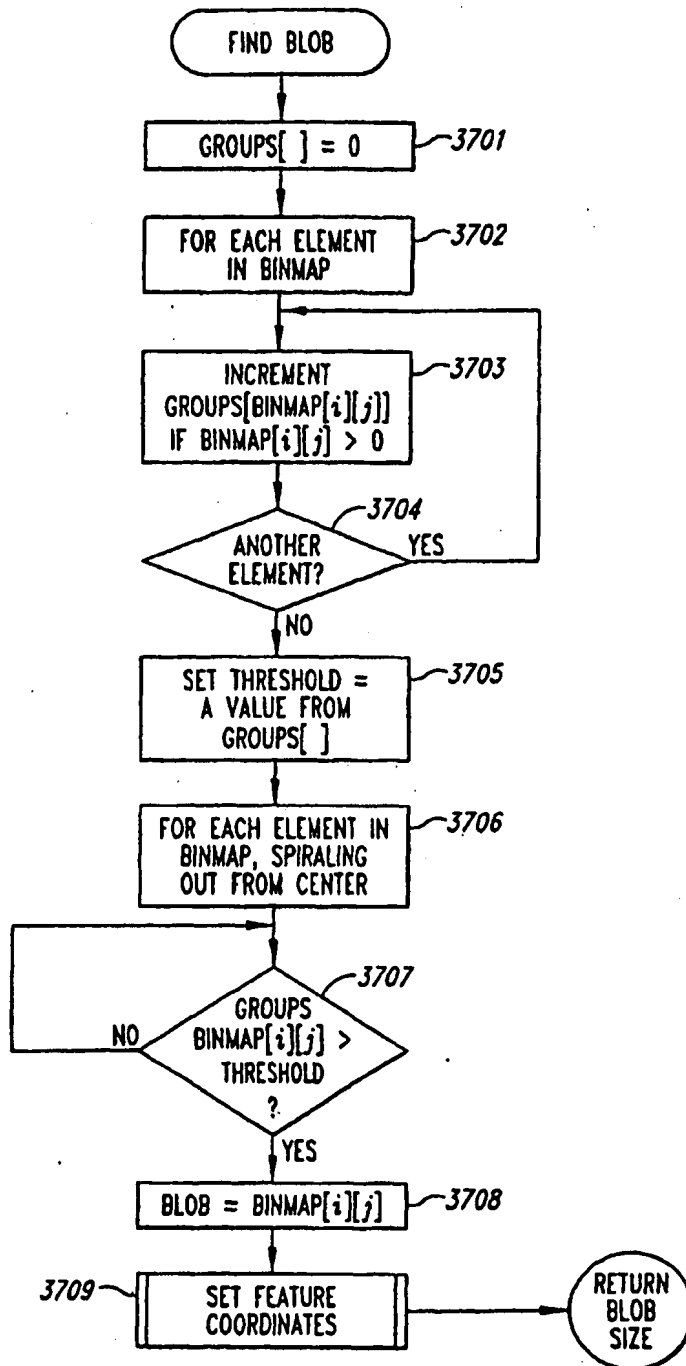 FIND BLOB
GROUPS[ ] = 0
3701
FOR EACH ELEMENT
IN BINMAP
3702
INCREMENT
GROUPS[BINMAP[i][j]]
IF BINMAP[i][j] > 0
3703
3704
ANOTHER
ELEMENT?
YES
NO
SET THRESHOLD =
A VALUE FROM
GROUPS[ ]
3705
FOR EACH ELEMENT IN
BINMAP, SPIRALING
OUT FROM CENTER
3706
3707
GROUPS
BINMAP[i][j] >
THRESHOLD
?
NO
YES
BLOB = BINMAP[i][j]
3708
3709
SET FEATURE
COORDINATES
RETURN
BLOB
SIZE